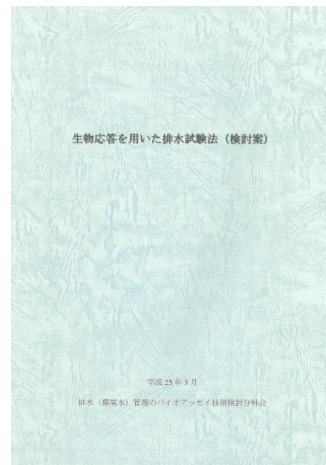 生物応答を用いた排水試験法（検討案）
平成 25 年 3 月
排水（環境水）管理のバイオアッセイ技術検討分科会